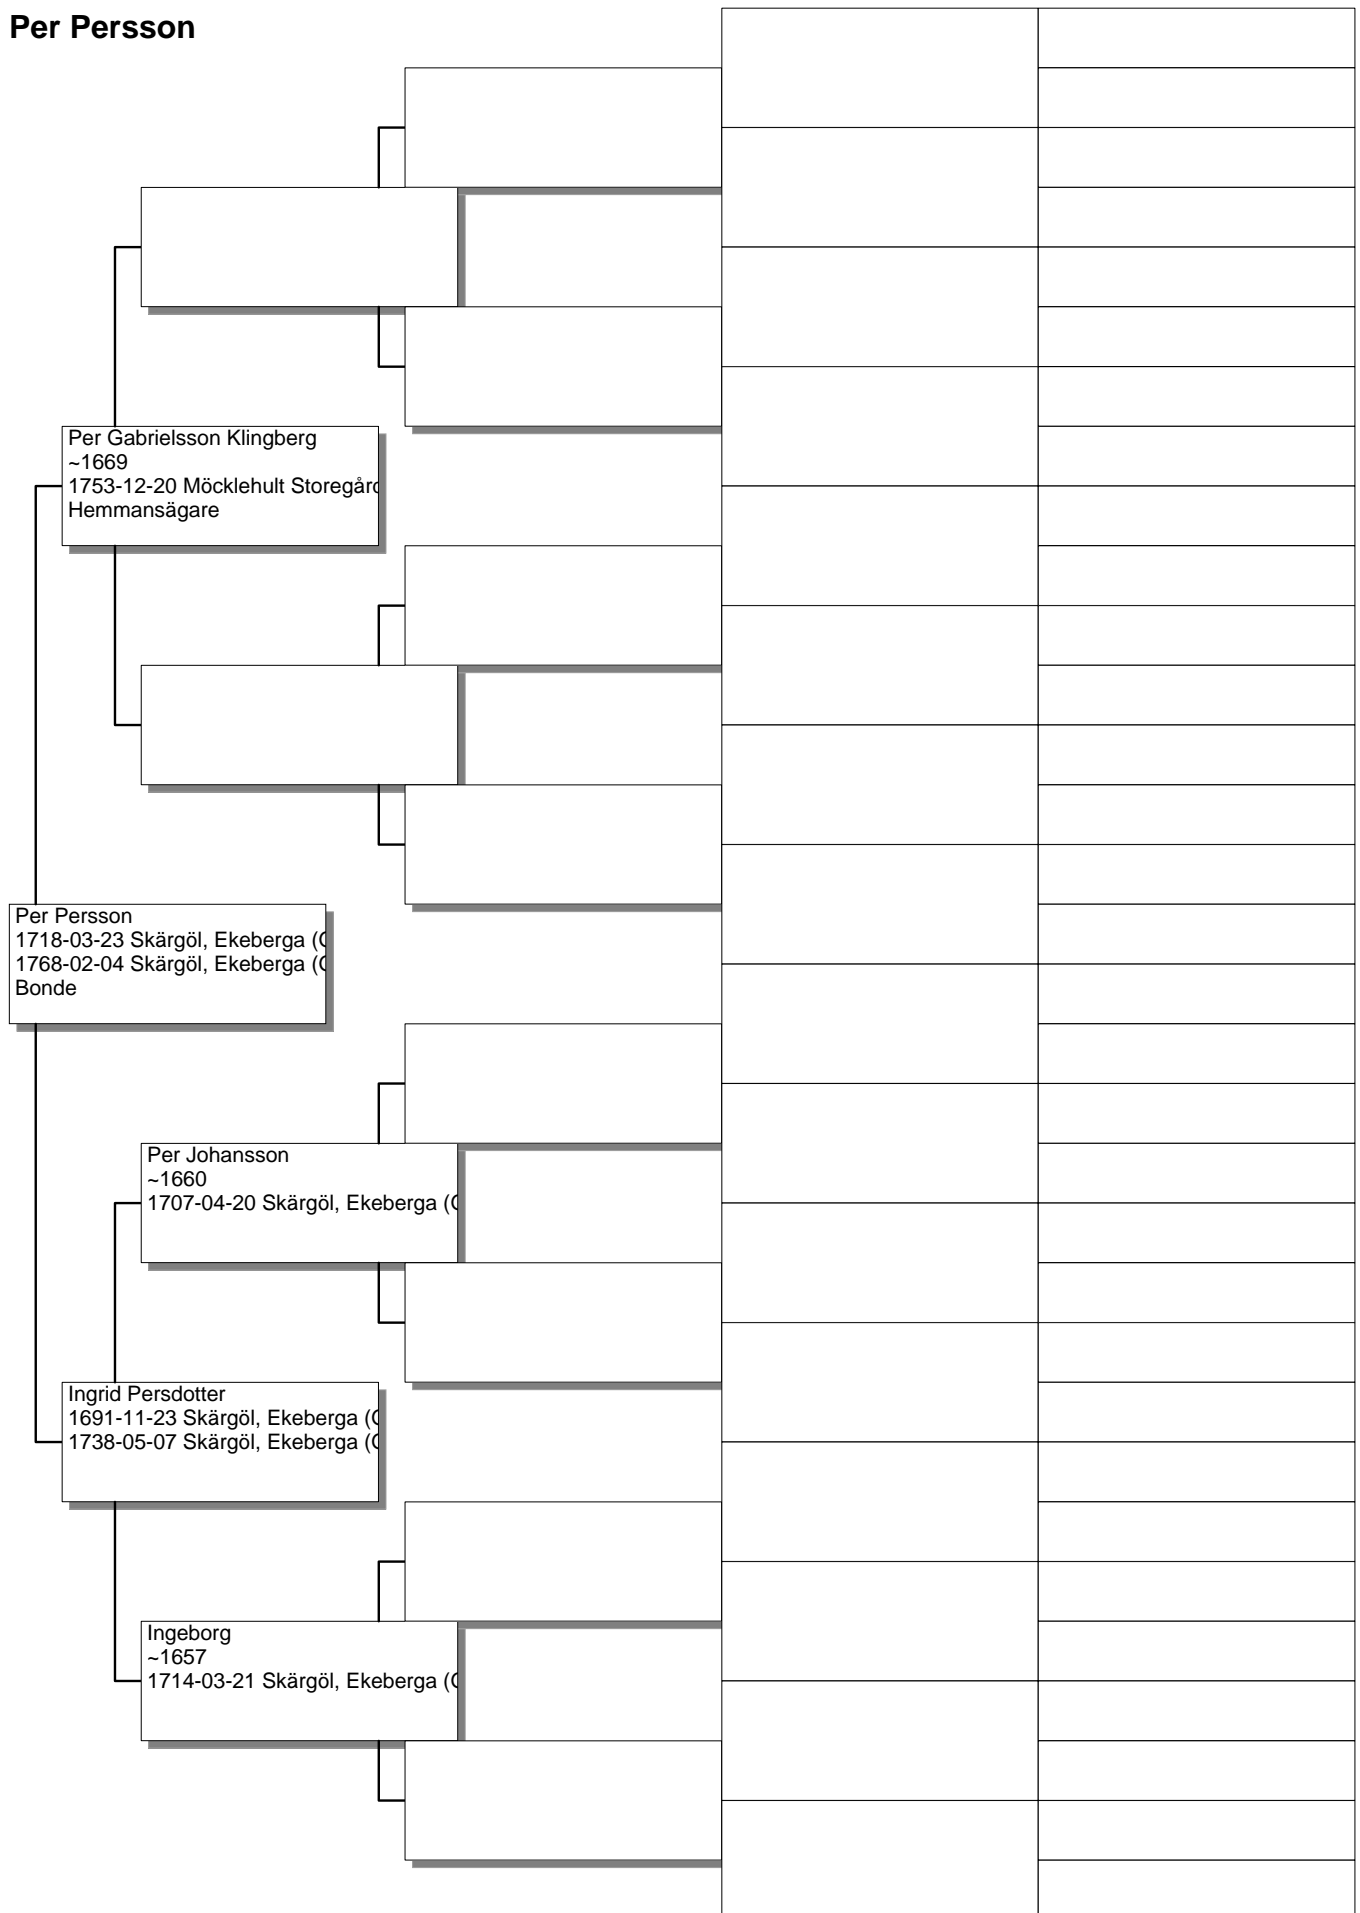 Per Persson
Per Gabrielsson Klingberg
~1669
1753-12-20 Möcklehult Storegård
Hemmansägare
Per Persson
1718-03-23 Skärgöl, Ekeberga (
1768-02-04 Skärgöl, Ekeberga (
Bonde
Per Johansson
~1660
1707-04-20 Skärgöl, Ekeberga (
Ingrid Persdotter
1691-11-23 Skärgöl, Ekeberga (
1738-05-07 Skärgöl, Ekeberga (
Ingeborg
~1657
1714-03-21 Skärgöl, Ekeberga (